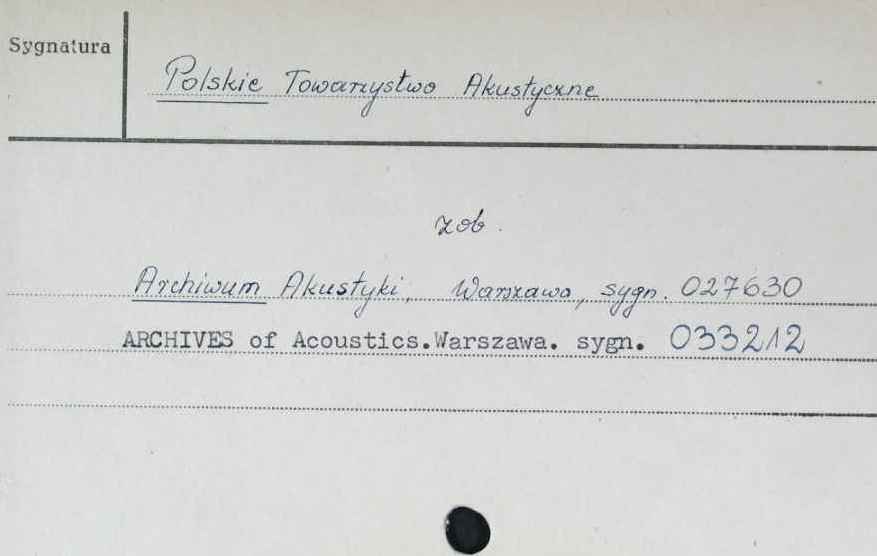 Sygnatura
Polskie Towarzystwo Akustyczne
zob.
Archiwum Akustyki, Warszawa, sygn. 027630
ARCHIVES of Acoustics.Warszawa. sygn. 033212